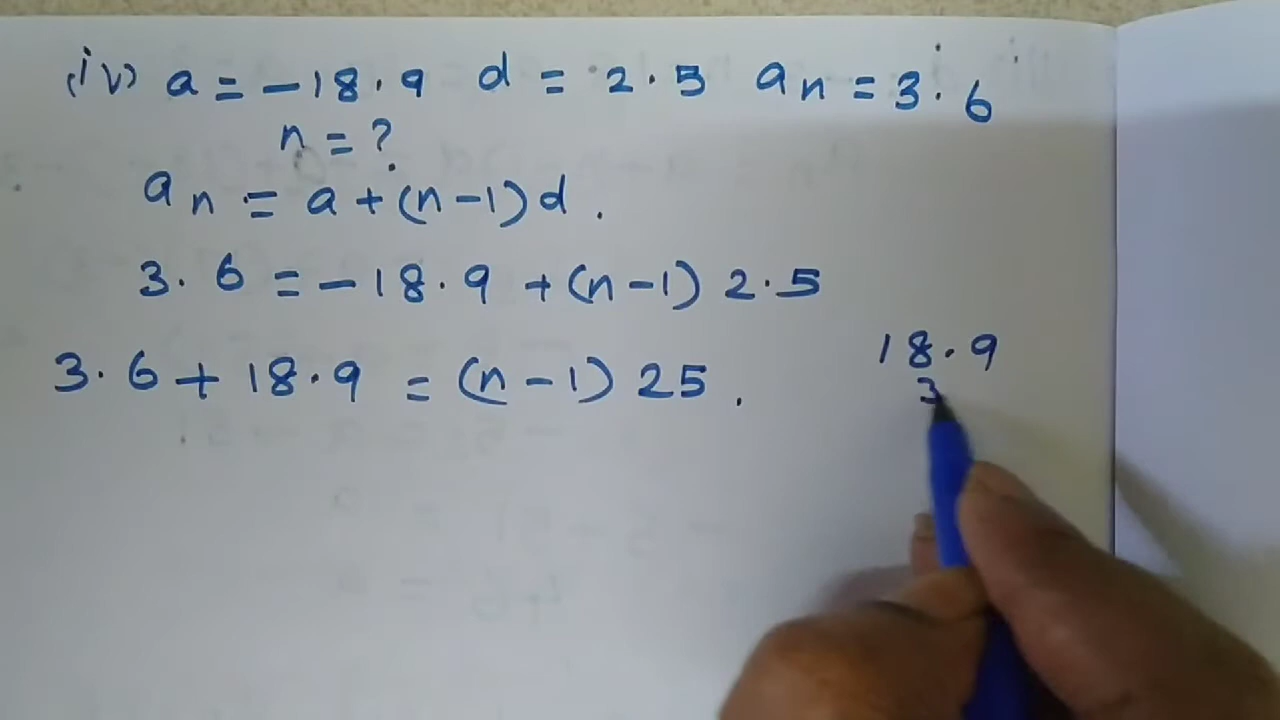 (iv) a = -18.9 d = 2.5 an = 3.6
n = ?
an = a + (n-1)d.
3.6 = -18.9 + (n-1) 2.5
3.6 + 18.9 = (n-1) 25.
18.9
3